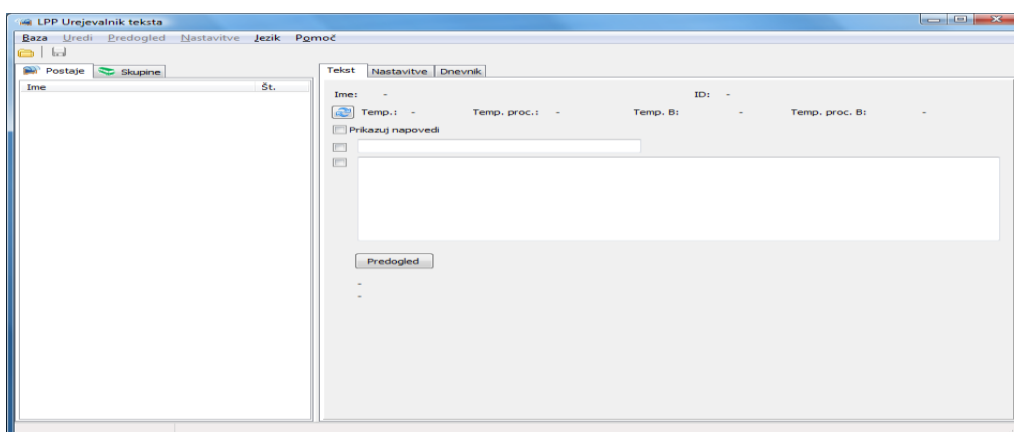 LPP Urejevalnik teksta
Baza Uredi Predogled Nastavitve Jezik Pomoč
Postaje Skupine
Ime Št.
Tekst Nastavitve Dnevnik
Ime: - ID: -
Temp.: - Temp. proc.: - Temp. B: - Temp. proc. B: -
Prikazuj napovedi
Predogled
-
-